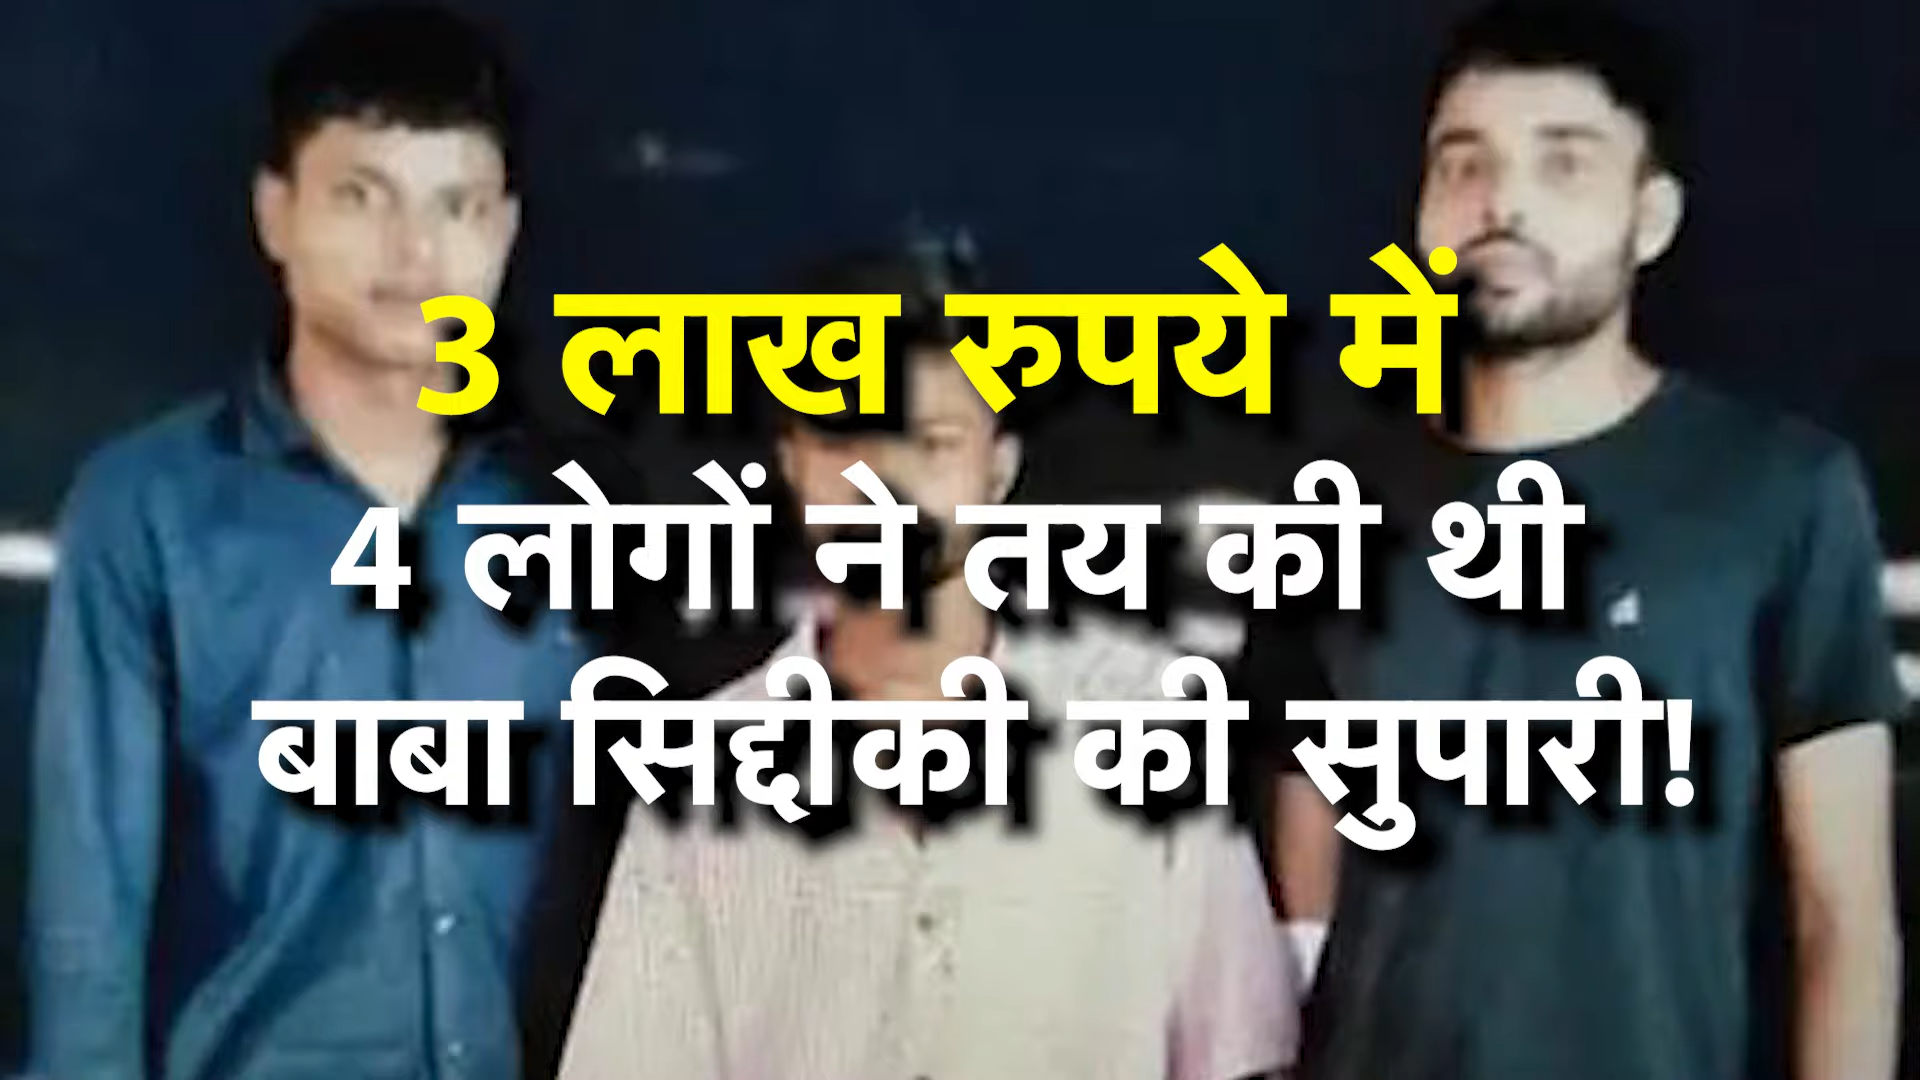 3 लाख रुपये में
4 लोगों ने तय की थी
बाबा सिद्दीकी की सुपारी!